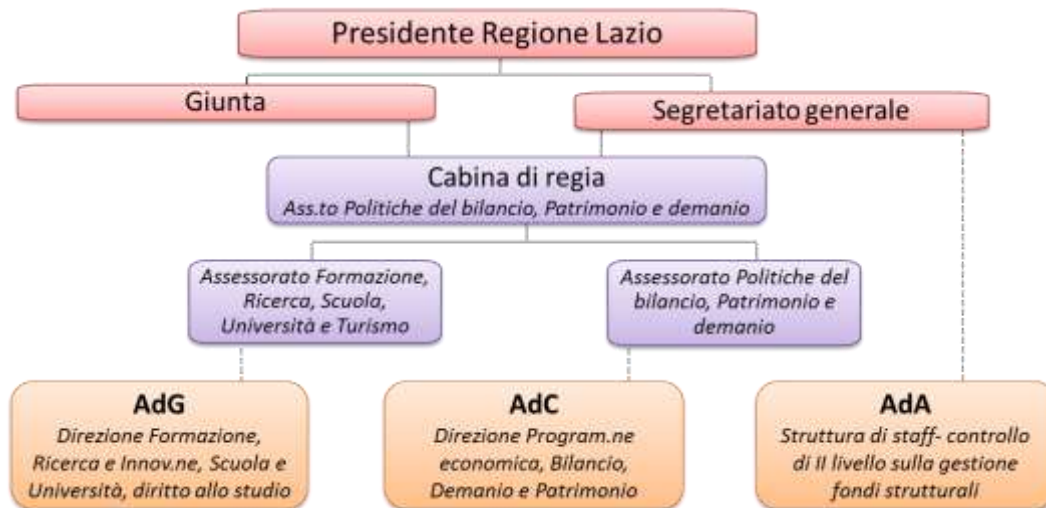 Presidente Regione Lazio
Giunta
Segretariato generale
Cabina di regia
Ass.to Politiche del bilancio, Patrimonio e demanio
Assessorato Formazione,
Ricerca, Scuola,
Università e Turismo
Assessorato Politiche del
bilancio, Patrimonio e
demanio
AdG
Direzione Formazione,
Ricerca e Innov.ne, Scuola e
Università, diritto allo studio
AdC
Direzione Program.ne
economica, Bilancio,
Demanio e Patrimonio
AdA
Struttura di staff- controllo
di II livello sulla gestione
fondi strutturali